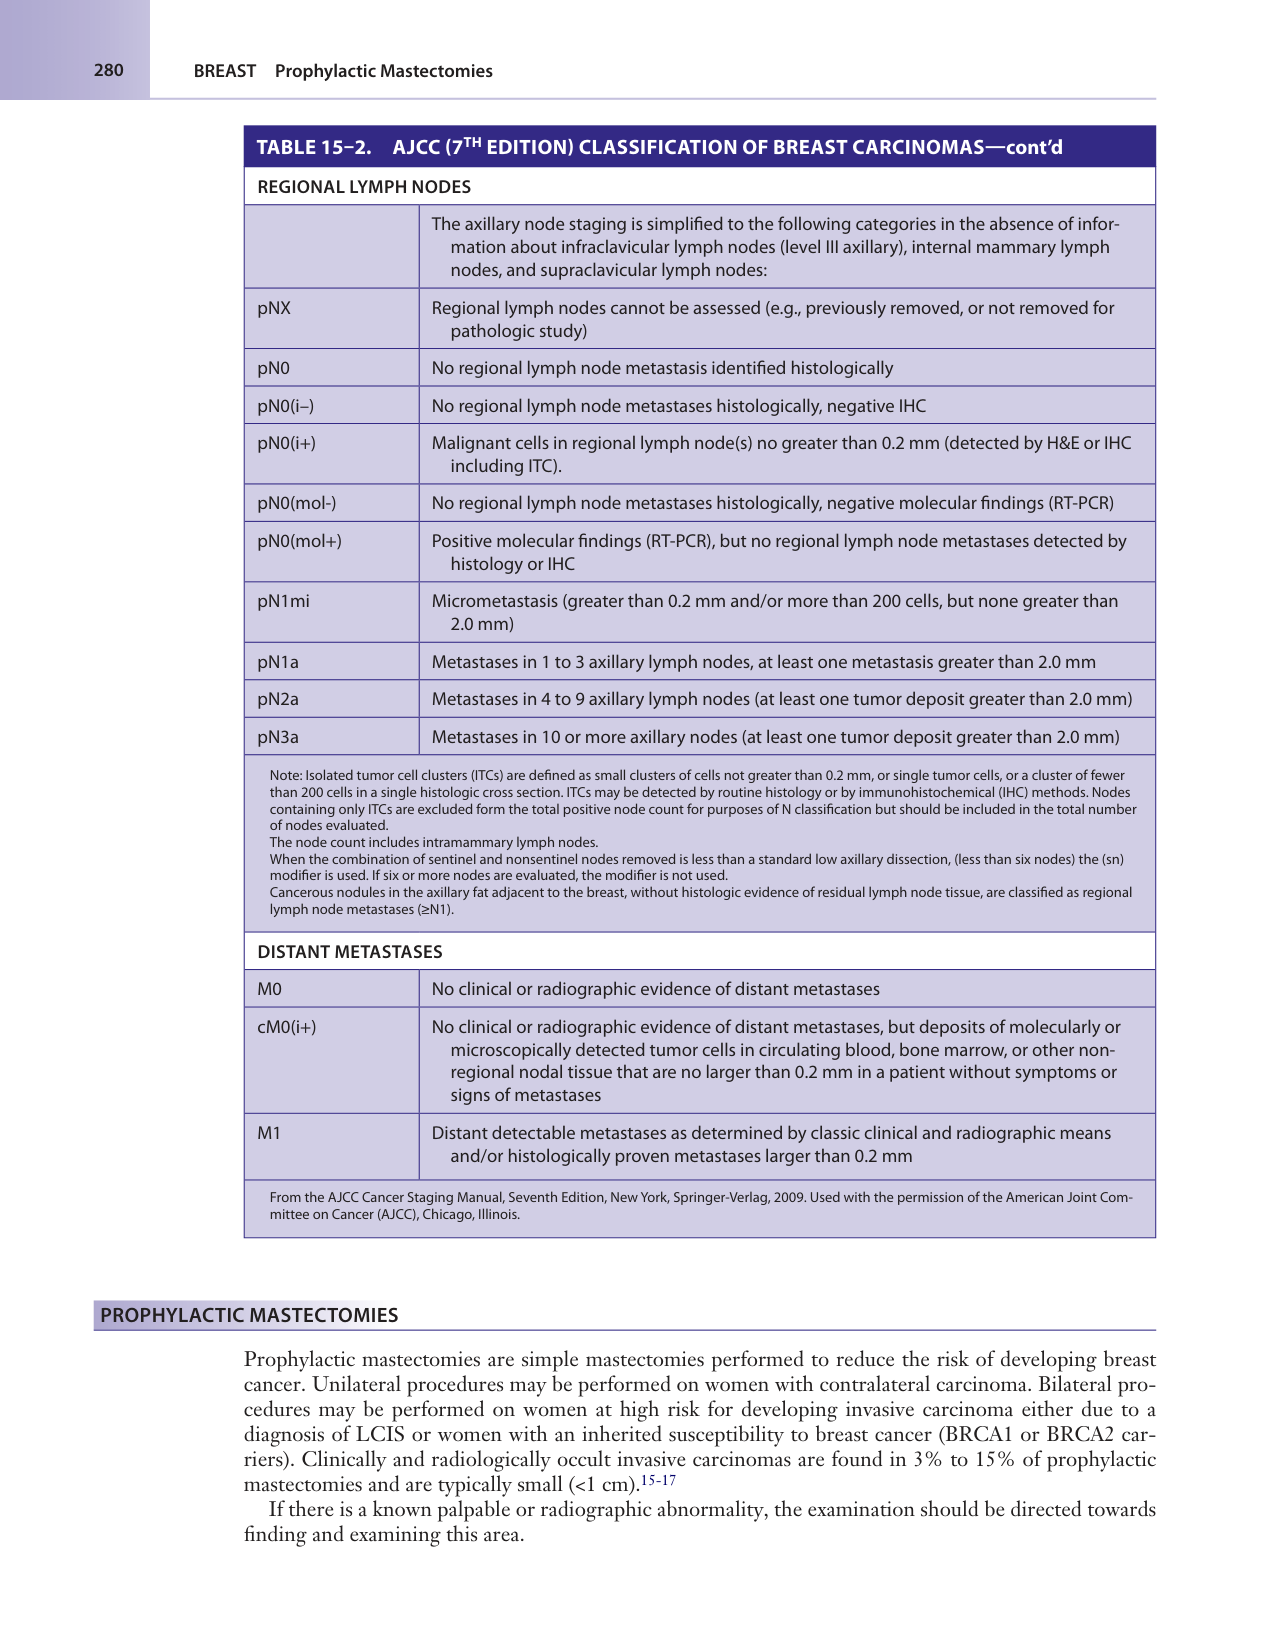 280
BREAST Prophylactic Mastectomies
TABLE 15–2. AJCC (7TH EDITION) CLASSIFICATION OF BREAST CARCINOMAS—cont’d
REGIONAL LYMPH NODES
The axillary node staging is simplified to the following categories in the absence of infor-
mation about infraclavicular lymph nodes (level III axillary), internal mammary lymph
nodes, and supraclavicular lymph nodes:
pNX Regional lymph nodes cannot be assessed (e.g., previously removed, or not removed for
pathologic study)
pN0 No regional lymph node metastasis identified histologically
pN0(i–) No regional lymph node metastases histologically, negative IHC
pN0(i+) Malignant cells in regional lymph node(s) no greater than 0.2 mm (detected by H&E or IHC
including ITC).
pN0(mol-) No regional lymph node metastases histologically, negative molecular findings (RT-PCR)
pN0(mol+) Positive molecular findings (RT-PCR), but no regional lymph node metastases detected by
histology or IHC
pN1mi Micrometastasis (greater than 0.2 mm and/or more than 200 cells, but none greater than
2.0 mm)
pN1a Metastases in 1 to 3 axillary lymph nodes, at least one metastasis greater than 2.0 mm
pN2a Metastases in 4 to 9 axillary lymph nodes (at least one tumor deposit greater than 2.0 mm)
pN3a Metastases in 10 or more axillary nodes (at least one tumor deposit greater than 2.0 mm)
Note: Isolated tumor cell clusters (ITCs) are defined as small clusters of cells not greater than 0.2 mm, or single tumor cells, or a cluster of fewer
than 200 cells in a single histologic cross section. ITCs may be detected by routine histology or by immunohistochemical (IHC) methods. Nodes
containing only ITCs are excluded form the total positive node count for purposes of N classification but should be included in the total number
of nodes evaluated.
The node count includes intramammary lymph nodes.
When the combination of sentinel and nonsentinel nodes removed is less than a standard low axillary dissection, (less than six nodes) the (sn)
modifier is used. If six or more nodes are evaluated, the modifier is not used.
Cancerous nodules in the axillary fat adjacent to the breast, without histologic evidence of residual lymph node tissue, are classified as regional
lymph node metastases (≥N1).
DISTANT METASTASES
M0 No clinical or radiographic evidence of distant metastases
cM0(i+) No clinical or radiographic evidence of distant metastases, but deposits of molecularly or
microscopically detected tumor cells in circulating blood, bone marrow, or other non-
regional nodal tissue that are no larger than 0.2 mm in a patient without symptoms or
signs of metastases
M1 Distant detectable metastases as determined by classic clinical and radiographic means
and/or histologically proven metastases larger than 0.2 mm
From the AJCC Cancer Staging Manual, Seventh Edition, New York, Springer-Verlag, 2009. Used with the permission of the American Joint Com-
mittee on Cancer (AJCC), Chicago, Illinois.
PROPHYLACTIC MASTECTOMIES
Prophylactic mastectomies are simple mastectomies performed to reduce the risk of developing breast
cancer. Unilateral procedures may be performed on women with contralateral carcinoma. Bilateral pro-
cedures may be performed on women at high risk for developing invasive carcinoma either due to a
diagnosis of LCIS or women with an inherited susceptibility to breast cancer (BRCA1 or BRCA2 car-
riers). Clinically and radiologically occult invasive carcinomas are found in 3% to 15% of prophylactic
mastectomies and are typically small (<1 cm).15-17
If there is a known palpable or radiographic abnormality, the examination should be directed towards
finding and examining this area.